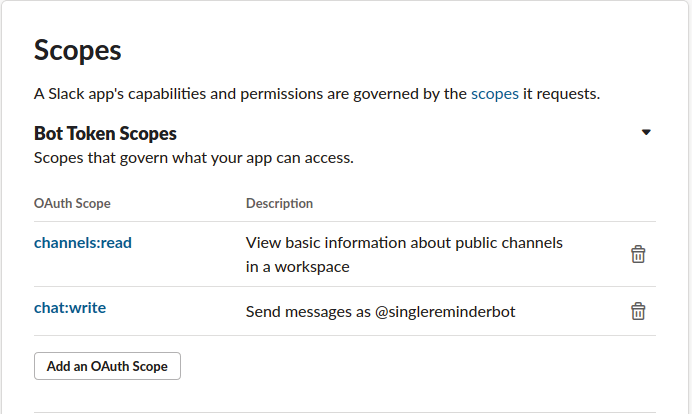 Scopes
A Slack app's capabilities and permissions are governed by the scopes it requests.
Bot Token Scopes
Scopes that govern what your app can access.
OAuth Scope Description
channels:read View basic information about public channels
in a workspace
chat:write Send messages as @singlereminderbot
Add an OAuth Scope